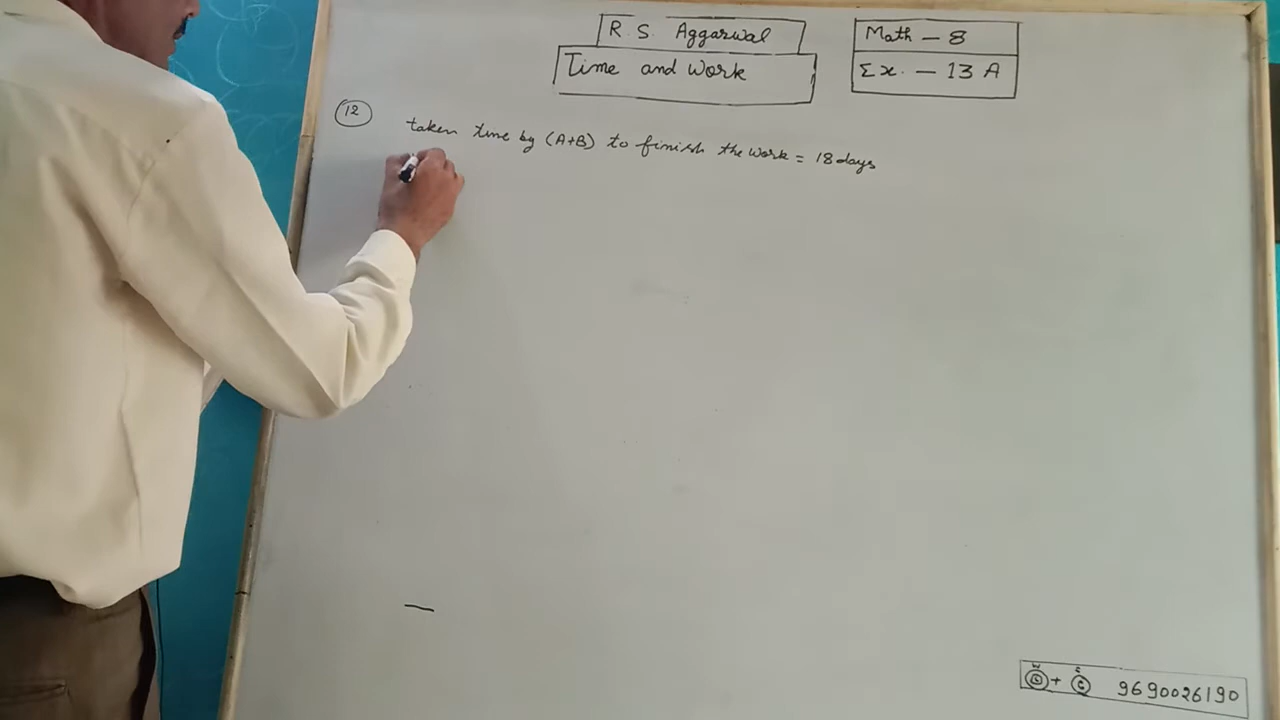 R S. Aggarwal
Time and Work
Math - 8
Ex. - 13 A
12
taken time by (A+B) to finish the work = 18 days
+ 9690026190